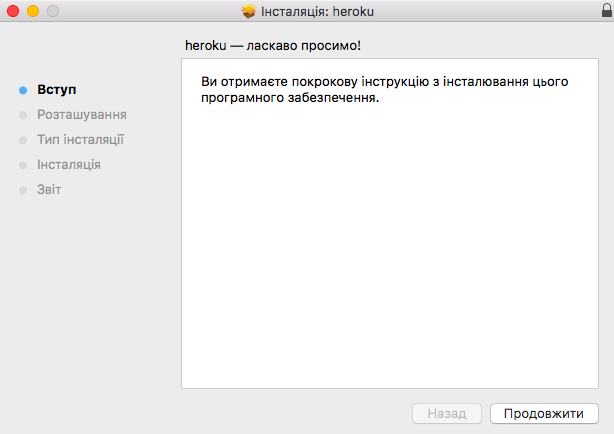 Інсталяція: heroku
heroku — ласкаво просимо!
Вступ
Розташування
Тип інсталяції
Інсталяція
Звіт
Ви отримаєте покрокову інструкцію з інсталювання цього
програмного забезпечення.
Назад
Продовжити